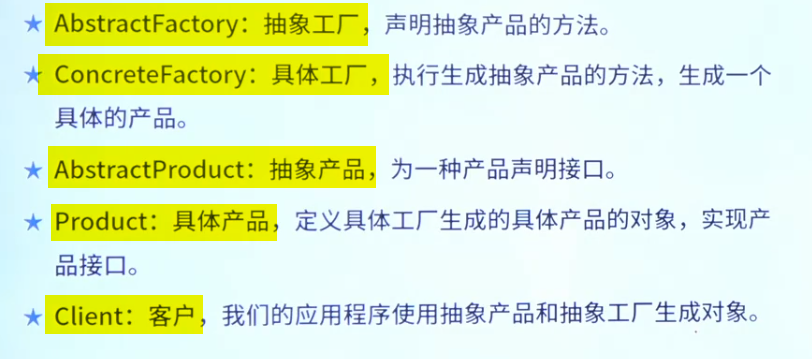 ★ AbstractFactory：抽象工厂，声明抽象产品的方法。
★ ConcreteFactory：具体工厂，执行生成抽象产品的方法，生成一个
具体的产品。
★ AbstractProduct：抽象产品，为一种产品声明接口。
★ Product：具体产品，定义具体工厂生成的具体产品的对象，实现产
品接口。
★ Client：客户，我们的应用程序使用抽象产品和抽象工厂生成对象。